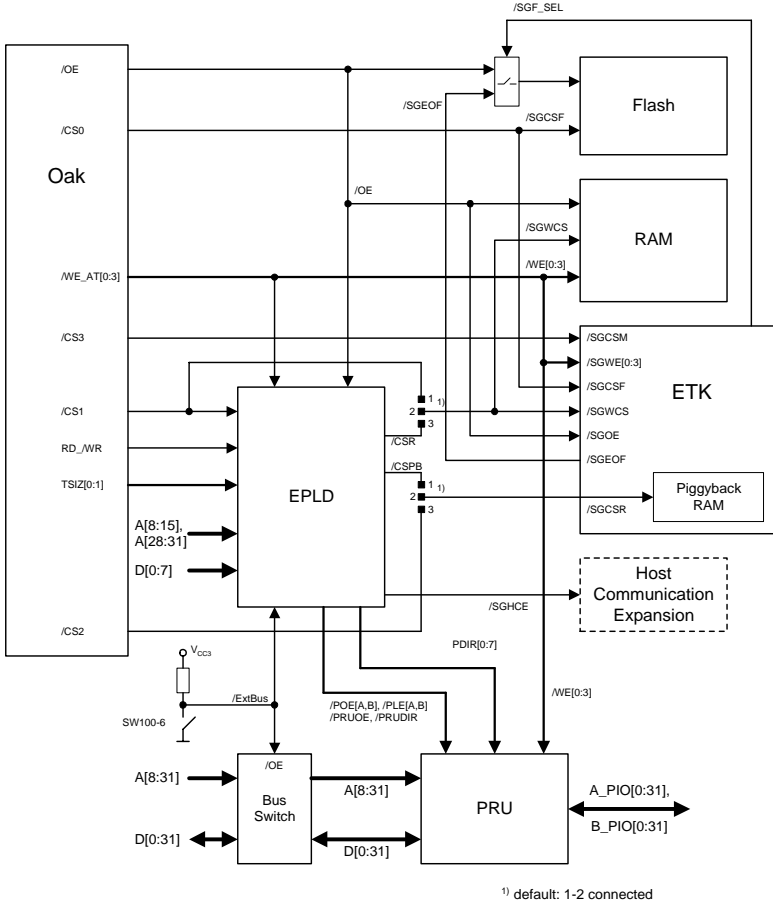 /SGF_SEL
/OE
/SGEOF
Flash
/CS0
/SGCSF
Oak
/OE
/SGWCS
RAM
/WE_AT[0:3]
/WE[0:3]
/CS3
/SGCSM
/SGWE[0:3]
/SGCSF
ETK
/CS1
1 1)
2
3
/SGWCS
RD_/WR
/CSR
/SGOE
/CSPB
/SGEOF
TSIZ[0:1]
EPLD
1 1)
2
3
/SGCSR
Piggyback
RAM
A[8:15],
A[28:31]
D[0:7]
Host
Communication
Expansion
/SGHCE
/CS2
PDIR[0:7]
VCC3
/ExtBus
/POE[A,B], /PLE[A,B]
/PRUOE, /PRUDIR
/WE[0:3]
SW100-6
/OE
A[8:31]
A[8:31]
Bus
Switch
PRU
A_PIO[0:31],
B_PIO[0:31]
D[0:31]
D[0:31]
1) default: 1-2 connected